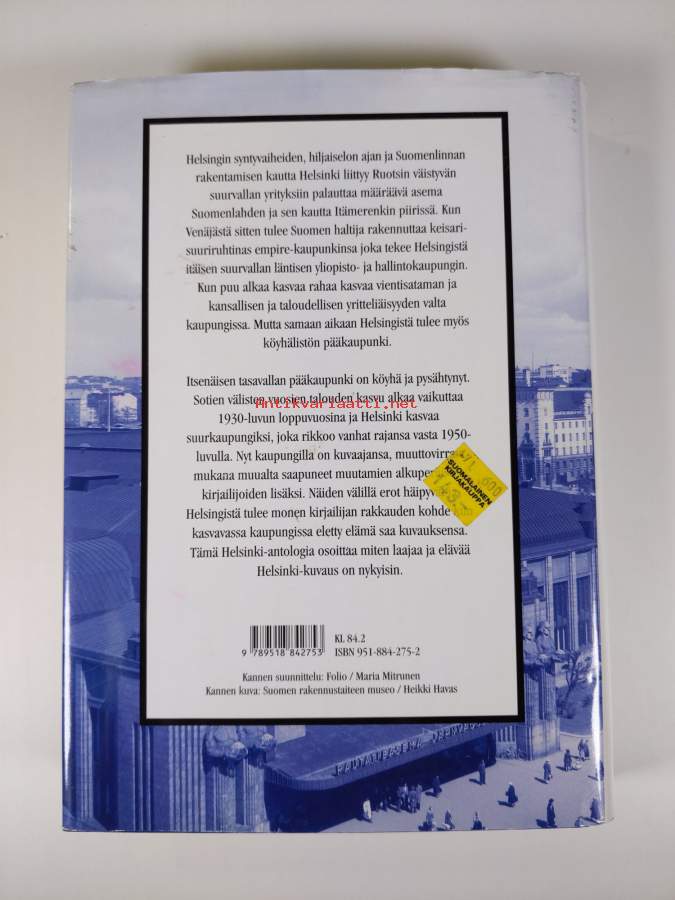 Helsingin syntyvaiheiden, hiljaiselon ajan ja Suomenlinnan
rakentamisen kautta Helsinki liittyy Ruotsin väistyvän
suurvallan yrityksiin palauttaa määräävä asema
Suomenlahden ja sen kautta Itämerenkin piirissä. Kun
Venäjästä sitten tulee Suomen haltija rakennuttaa keisari-
suuriruhtinas empire-kaupunkinsa joka tekee Helsingistä
itäisen suurvallan läntisen yliopisto- ja hallintokaupungin.
Kun puu alkaa kasvaa rahaa kasvaa vientisataman ja
kansallisen ja taloudellisen yritteliäisyyden valta
kaupungissa. Mutta samaan aikaan Helsingistä tulee myös
köyhälistön pääkaupunki.
Itsenäisen tasavallan pääkaupunki on köyhä ja pysähtynyt.
Sotien välisten vuosien talouden kasvu alkaa vaikuttaa
Antikvariaatti.net
1930-luvun loppuvuosina ja Helsinki kasvaa
suurkaupungiksi, joka rikkoo vanhat rajansa vasta 1950-
luvulla. Nyt kaupungilla on kuvaajansa, muuttovirra
mukana muualta saapuneet muutamien alkupe
kirjailijoiden lisäksi. Näiden välillä erot häipy
Helsingistä tulee monen kirjailijan rakkauden kohde
kasvavassa kaupungissa eletty elämä saa kuvauksensa.
Tämä Helsinki-antologia osoittaa miten laajaa ja elävää
Helsinki-kuvaus on nykyisin.
600
SUOMALAINEN
KIRJAKAUPPA
143.-
KL 84.2
ISBN 951-884-275-2
9 789518 842753
Kannen suunnittelu: Folio / Maria Mitrunen
Kannen kuva: Suomen rakennustaiteen museo / Heikki Havas